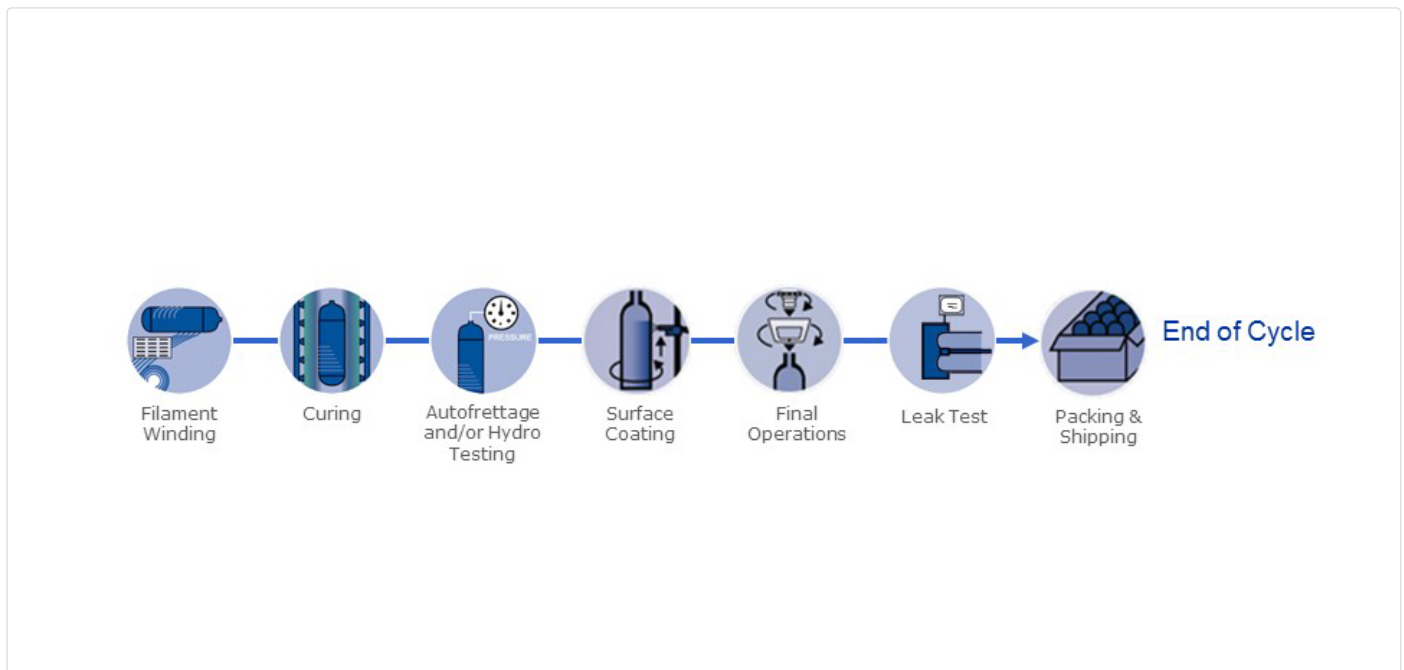 PRESSURE
End of Cycle
Filament
Winding
Curing
Autofrettage
and/or Hydro
Testing
Surface
Coating
Final
Operations
Leak Test
Packing &
Shipping